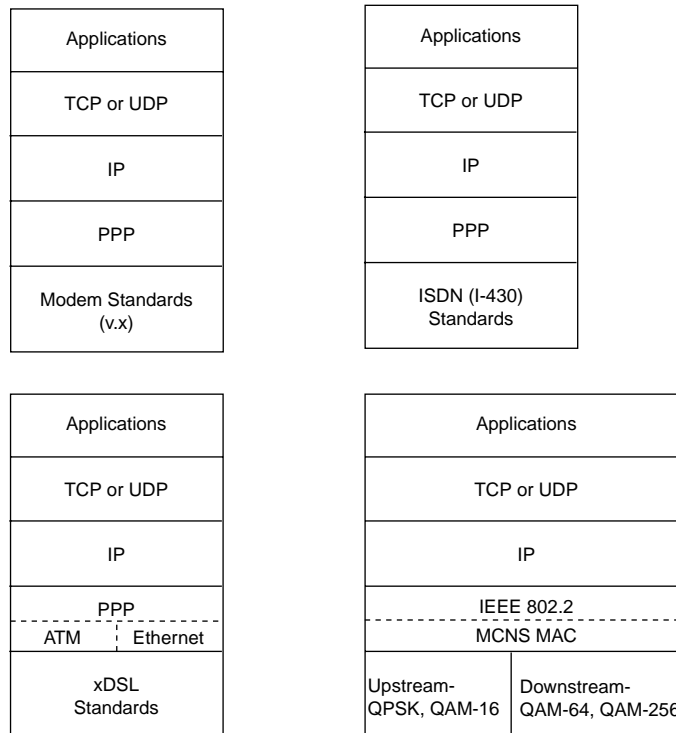 Applications
TCP or UDP
IP
PPP
Modem Standards
(v.x)
Applications
TCP or UDP
IP
PPP
ISDN (I-430)
Standards
Applications
TCP or UDP
IP
PPP
ATM
Ethernet
xDSL
Standards
Applications
TCP or UDP
IP
IEEE 802.2
MCNS MAC
Upstream-
QPSK, QAM-16
Downstream-
QAM-64, QAM-256